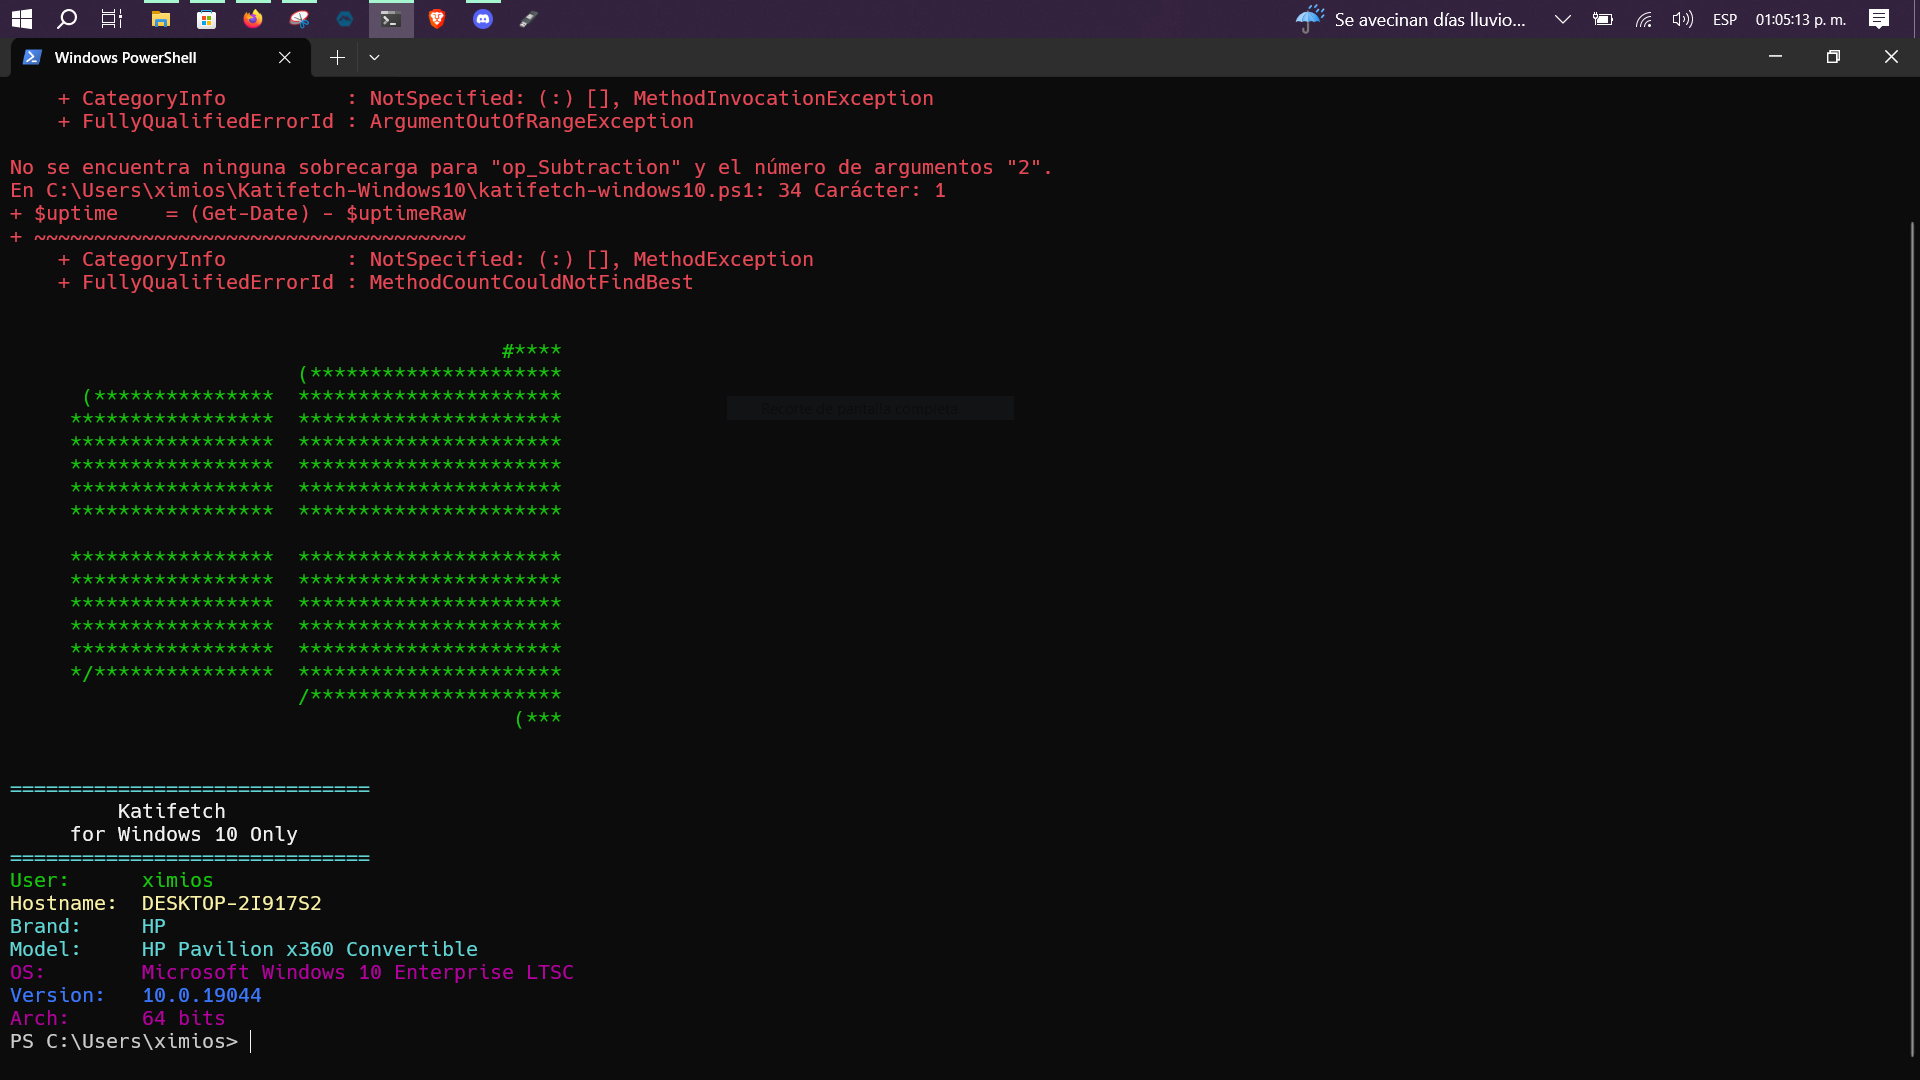 Se avecinan días lluvio...
ESP
01:05:13 p. m.
Windows PowerShell
    + CategoryInfo          : NotSpecified: (:) [], MethodInvocationException
    + FullyQualifiedErrorId : ArgumentOutOfRangeException

No se encuentra ninguna sobrecarga para "op_Subtraction" y el número de argumentos "2".
En C:\Users\ximios\Katifetch-Windows10\katifetch-windows10.ps1: 34 Carácter: 1
+ $uptime    = (Get-Date) - $uptimeRaw
+ ~~~~~~~~~~~~~~~~~~~~~~~~~~~~~~~~~~~~
    + CategoryInfo          : NotSpecified: (:) [], MethodException
    + FullyQualifiedErrorId : MethodCountCouldNotFindBest

                                         #****
                        (*********************
      (***************  **********************
     *****************  **********************
     *****************  **********************
     *****************  **********************
     *****************  **********************
     *****************  **********************

     *****************  **********************
     *****************  **********************
     *****************  **********************
     *****************  **********************
     *****************  **********************
     */***************  **********************
                        /*********************
                                          (***
Recorte de pantalla completa

==============================
         Katifetch
     for Windows 10 Only
==============================
User:      ximios
Hostname:  DESKTOP-2I917S2
Brand:     HP
Model:     HP Pavilion x360 Convertible
OS:        Microsoft Windows 10 Enterprise LTSC
Version:   10.0.19044
Arch:      64 bits
PS C:\Users\ximios>